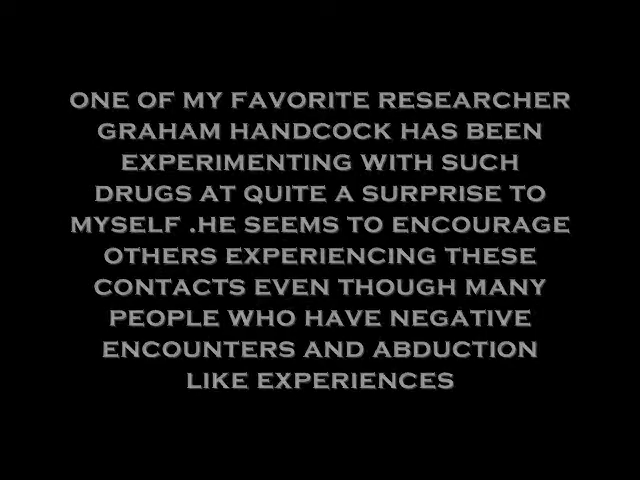 ONE OF MY FAVORITE RESEARCHER
GRAHAM HANDCOCK HAS BEEN
EXPERIMENTING WITH SUCH
DRUGS AT QUITE A SURPRISE TO
MYSELF .HE SEEMS TO ENCOURAGE
OTHERS EXPERIENCING THESE
CONTACTS EVEN THOUGH MANY
PEOPLE WHO HAVE NEGATIVE
ENCOUNTERS AND ABDUCTION
LIKE EXPERIENCES